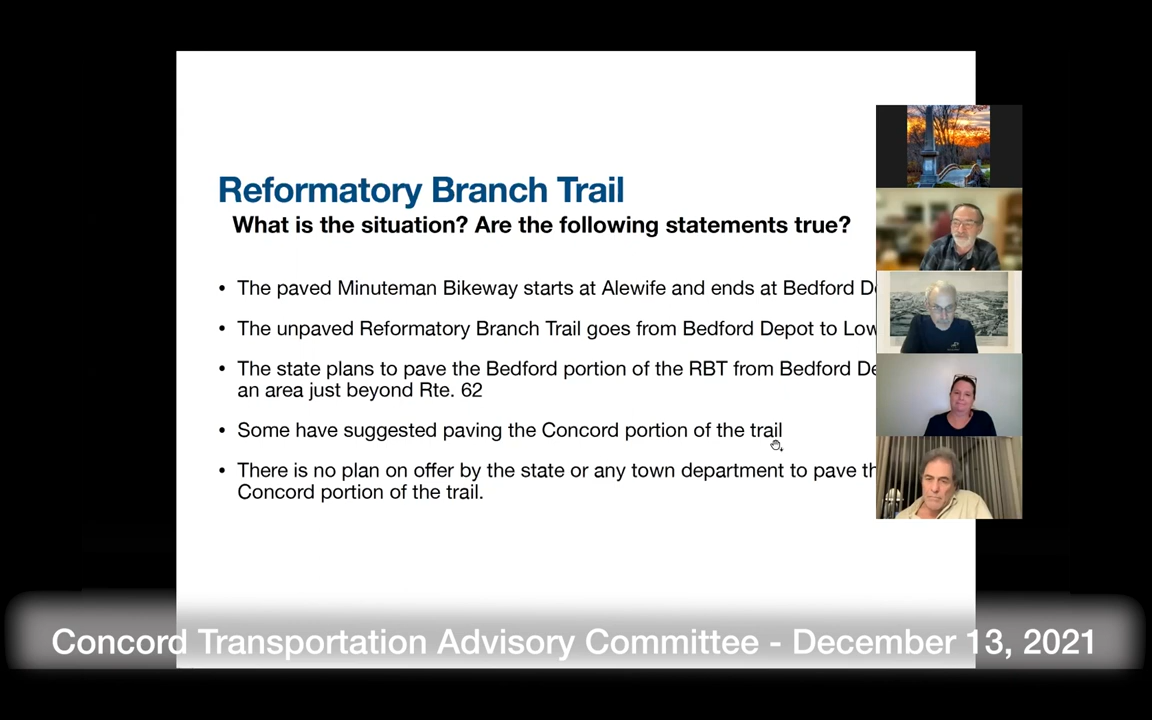 Reformatory Branch Trail
What is the situation? Are the following statements true?
• The paved Minuteman Bikeway starts at Alewife and ends at Bedford
• The unpaved Reformatory Branch Trail goes from Bedford Depot to
• The state plans to pave the Bedford portion of the RBT from Bedford
an area just beyond Rte. 62
• Some have suggested paving the Concord portion of the trail
• There is no plan on offer by the state or any town department to pave
Concord portion of the trail.
Concord Transportation Advisory Committee - December 13, 2021